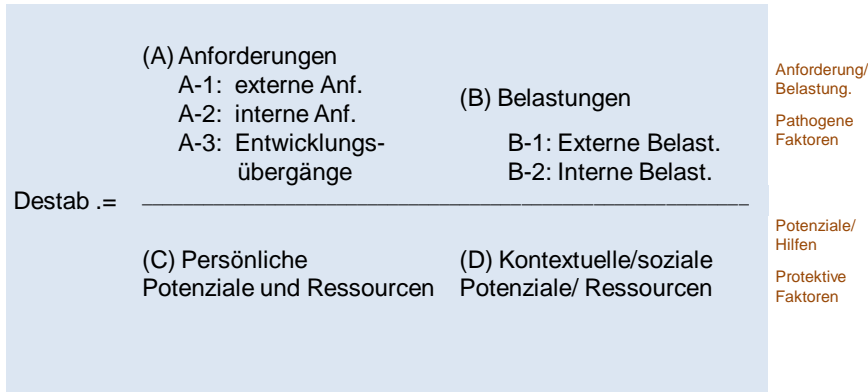 (A) Anforderungen
A-1: externe Anf.
A-2: interne Anf.
A-3: Entwicklungs-
übergänge
(B) Belastungen
B-1: Externe Belast.
B-2: Interne Belast.
Anforderung/
Belastung.
Pathogene
Faktoren
Destab .=
(C) Persönliche
Potenziale und Ressourcen
(D) Kontextuelle/soziale
Potenziale/ Ressourcen
Potenziale/
Hilfen
Protektive
Faktoren